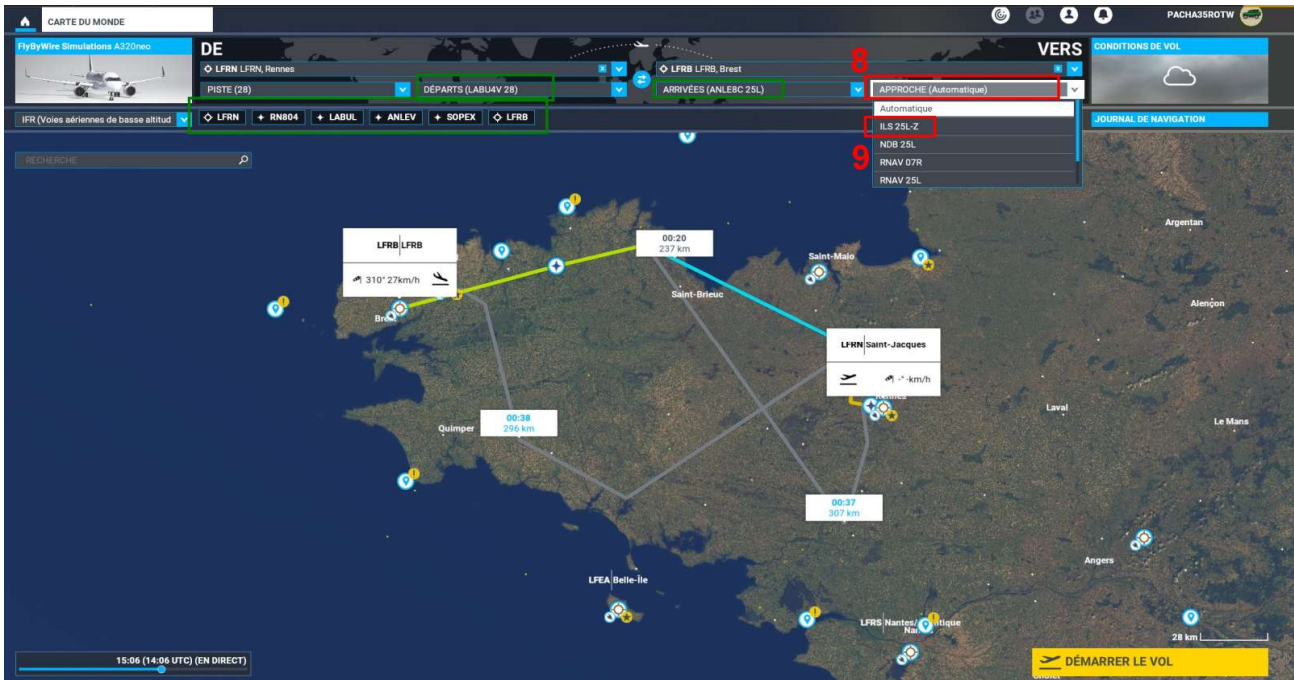 CARTE DU MONDE
PACHA35ROTW
FlyByWire Simulations A320neo
DE
VERS
CONDITIONS DE VOL
8
LFRN LFRN, Rennes
LFRB LFRB, Brest
PISTE (28)
DÉPARTS (LABU4V 28)
ARRIVÉES (ANLE8C 25L)
APPROCHE (Automatique)
Automatique
IFR (Voies aériennes de basse altitud
LFRN
RN804
LABUL
ANLEV
SOPEX
LFRB
ILS 25L-Z
JOURNAL DE NAVIGATION
NDB 25L
9
RNAV 07R
RNAV 25L
RECHERCHE
Argentan
LFRB LFRB
00:20
237 km
Saint-Malo
310° 27km/h
Saint-Brieuc
Alençon
Brest
LFRN Saint-Jacques
-° -km/h
Rennes
Laval
00:38
296 km
Quimper
Le Mans
00:37
307 km
Angers
LFEA Belle-Île
LFRS Nantes/
tique
28 km
15:06 (14:06 UTC) (EN DIRECT)
DÉMARRER LE VOL